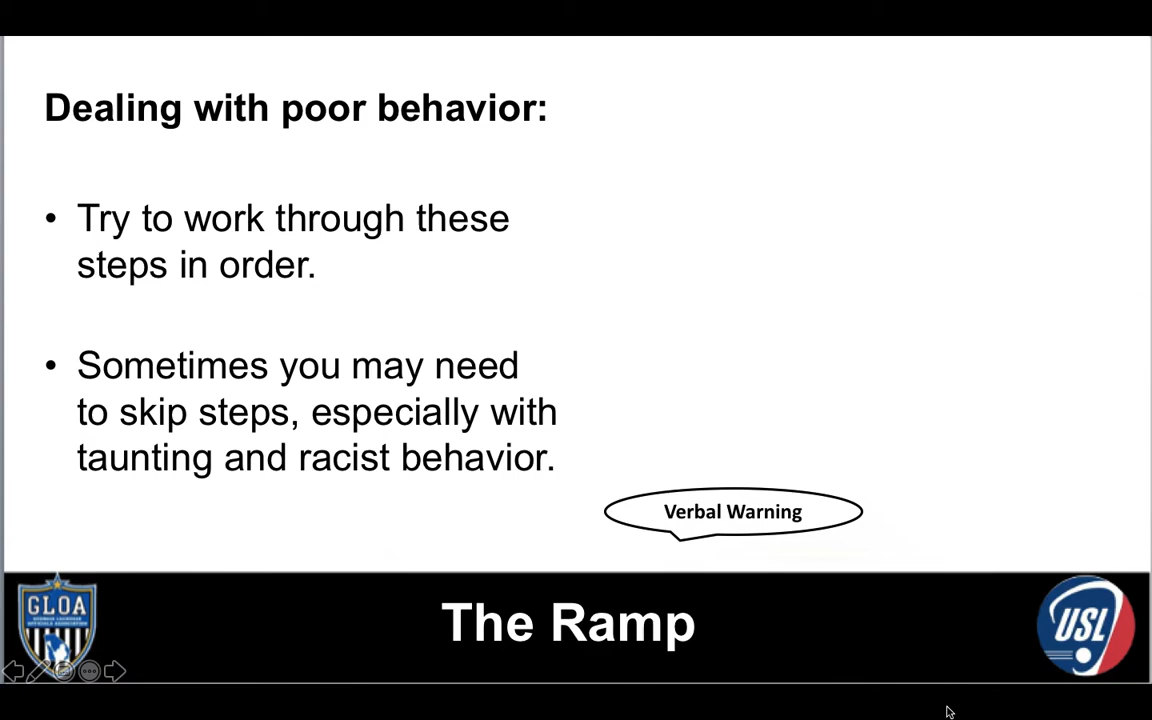 Dealing with poor behavior:
• Try to work through these
steps in order.
• Sometimes you may need
to skip steps, especially with
taunting and racist behavior.
Verbal Warning
The Ramp
GLOA
USL